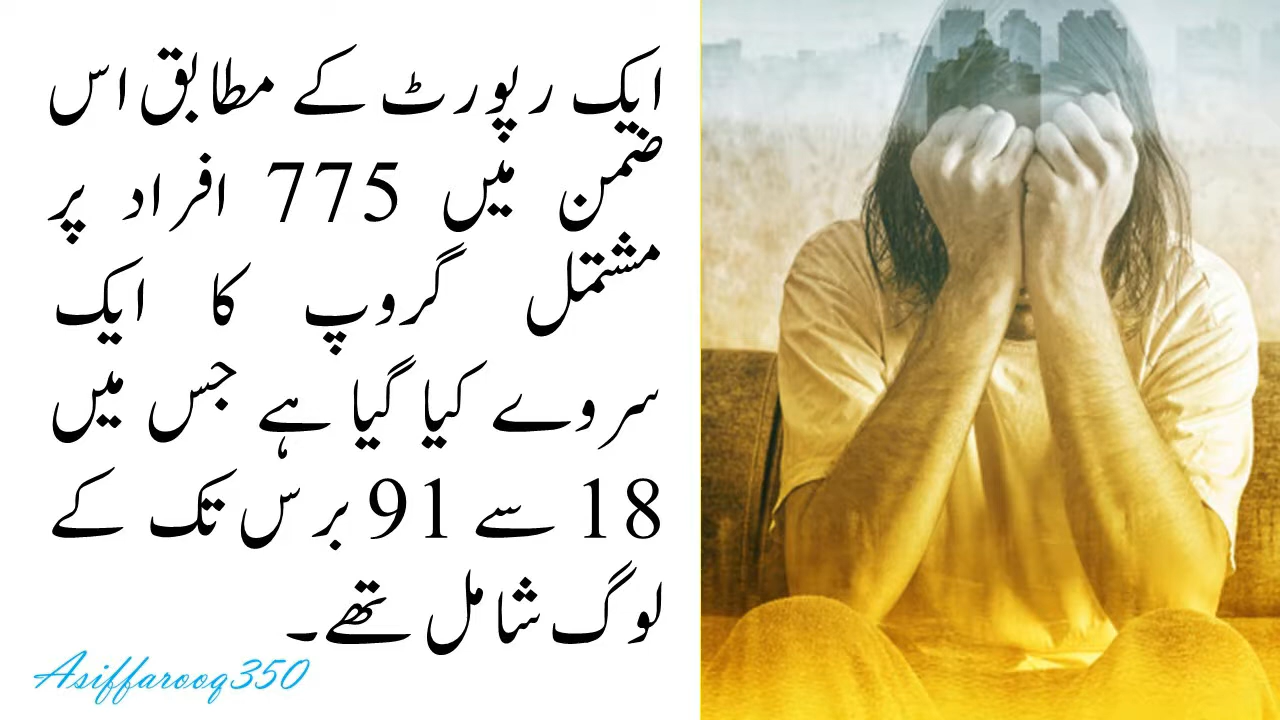 ایک رپورٹ کے مطابق اس
ضمن میں 775 افراد پر
مشتمل گروپ کا ایک
سروے کیا گیا ہے جس میں
18 سے 91 برس تک کے
لوگ شامل تھے۔
Asiffarooq350